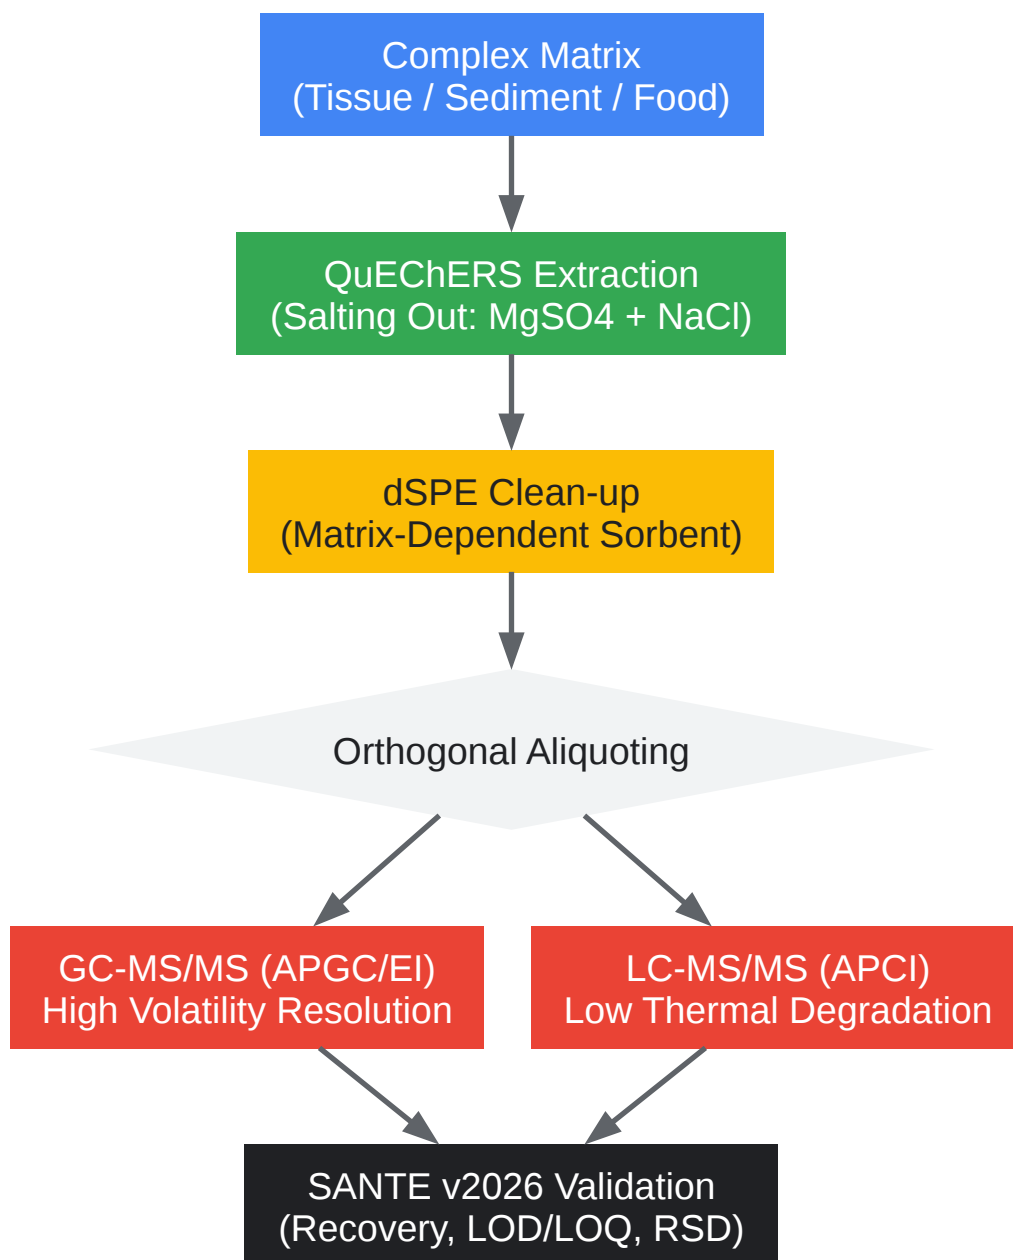 Complex Matrix
(Tissue / Sediment / Food)
QuEChERS Extraction
(Salting Out: MgSO4 + NaCl)
dSPE Clean-up
(Matrix-Dependent Sorbent)
Orthogonal Aliquoting
GC-MS/MS (APGC/EI)
High Volatility Resolution
LC-MS/MS (APCI)
Low Thermal Degradation
SANTE v2026 Validation
(Recovery, LOD/LOQ, RSD)